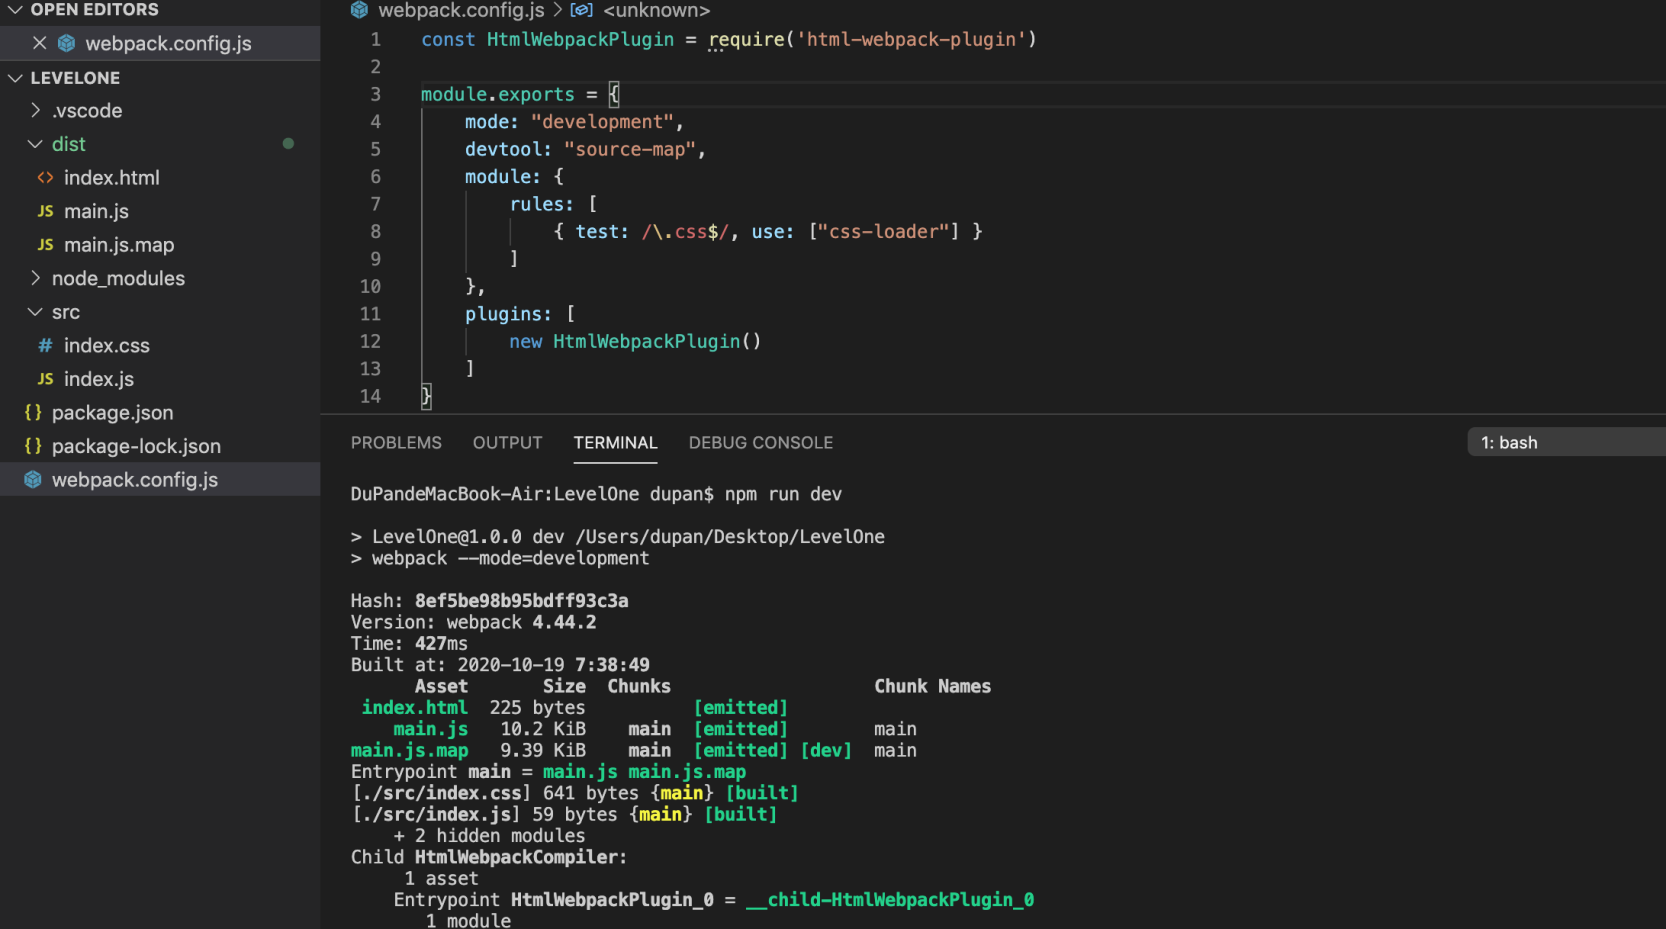 OPEN EDITORS
webpack.config.js
LEVELONE
.vscode
dist
index.html
JS main.js
JS main.js.map
node_modules
src
# index.css
JS index.js
{} package.json
{} package-lock.json
webpack.config.js
webpack.config.js > <unknown>
1 const HtmlWebpackPlugin = require('html-webpack-plugin')
2
3 module.exports = {
4 mode: "development",
5 devtool: "source-map",
6 module: {
7 rules: [
8 { test: /\.css$/, use: ["css-loader"] }
9 ]
10 },
11 plugins: [
12 new HtmlWebpackPlugin()
13 ]
14 }
PROBLEMS OUTPUT TERMINAL DEBUG CONSOLE 1: bash
DuPandeMacBook-Air:LevelOne dupan$ npm run dev
> LevelOne@1.0.0 dev /Users/dupan/Desktop/LevelOne
> webpack --mode=development
Hash: 8ef5be98b95bdff93c3a
Version: webpack 4.44.2
Time: 427ms
Built at: 2020-10-19 7:38:49
Asset Size Chunks Chunk Names
index.html 225 bytes [emitted]
main.js 10.2 KiB main [emitted] main
main.js.map 9.39 KiB main [emitted] [dev] main
Entrypoint main = main.js main.js.map
[./src/index.css] 641 bytes {main} [built]
[./src/index.js] 59 bytes {main} [built]
+ 2 hidden modules
Child HtmlWebpackCompiler:
1 asset
Entrypoint HtmlWebpackPlugin_0 = __child-HtmlWebpackPlugin_0
1 module